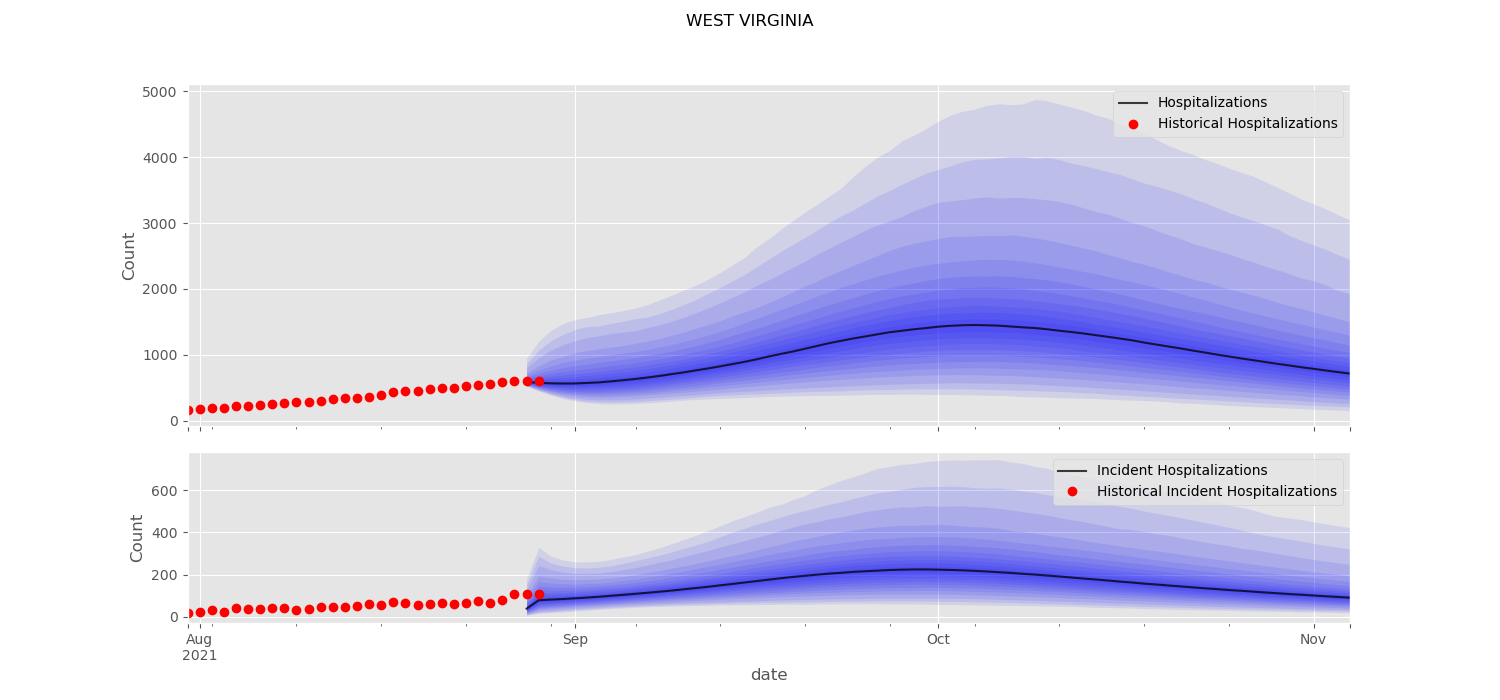 WEST VIRGINIA
5000
4000
3000
2000
1000
0
Count
Hospitalizations
Historical Hospitalizations
600
400
200
0
Count
Incident Hospitalizations
Historical Incident Hospitalizations
Aug
2021
Sep
Oct
Nov
date